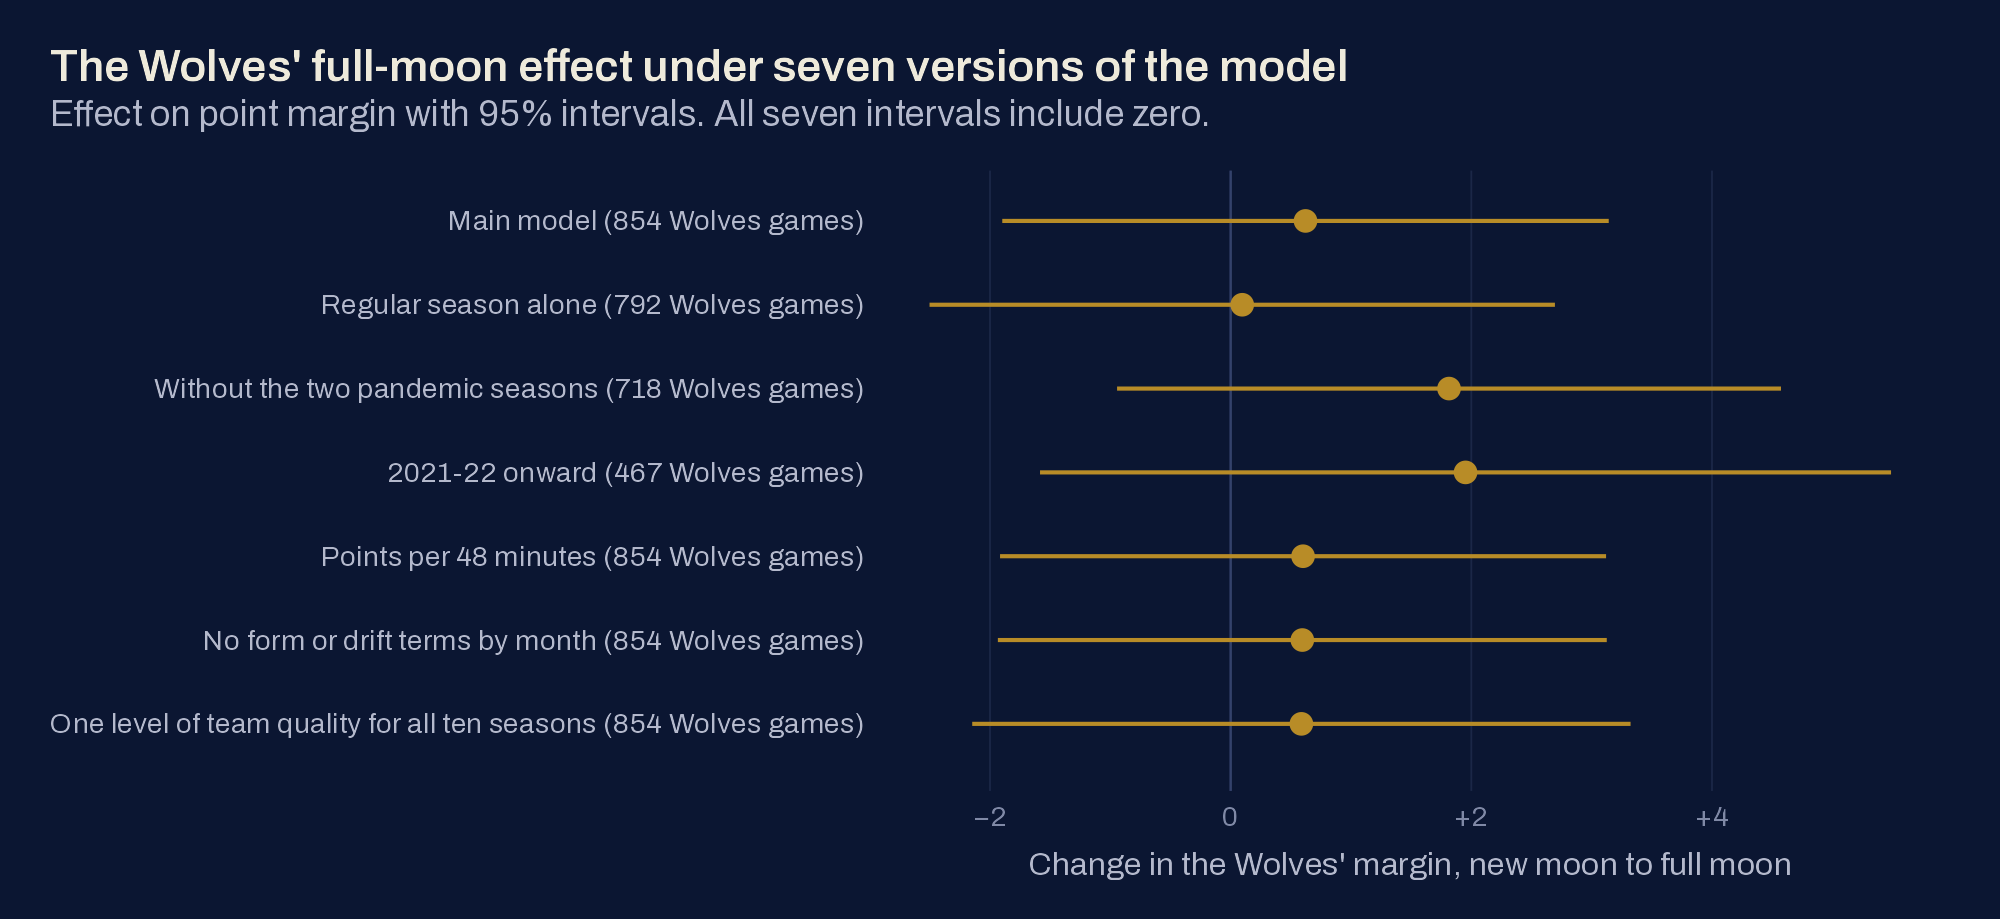 The Wolves' full-moon effect under seven versions of the model
Effect on point margin with 95% intervals. All seven intervals include zero.
Main model (854 Wolves games)
Regular season alone (792 Wolves games)
Without the two pandemic seasons (718 Wolves games)
2021-22 onward (467 Wolves games)
Points per 48 minutes (854 Wolves games)
No form or drift terms by month (854 Wolves games)
One level of team quality for all ten seasons (854 Wolves games)
−2 0 +2 +4
Change in the Wolves' margin, new moon to full moon